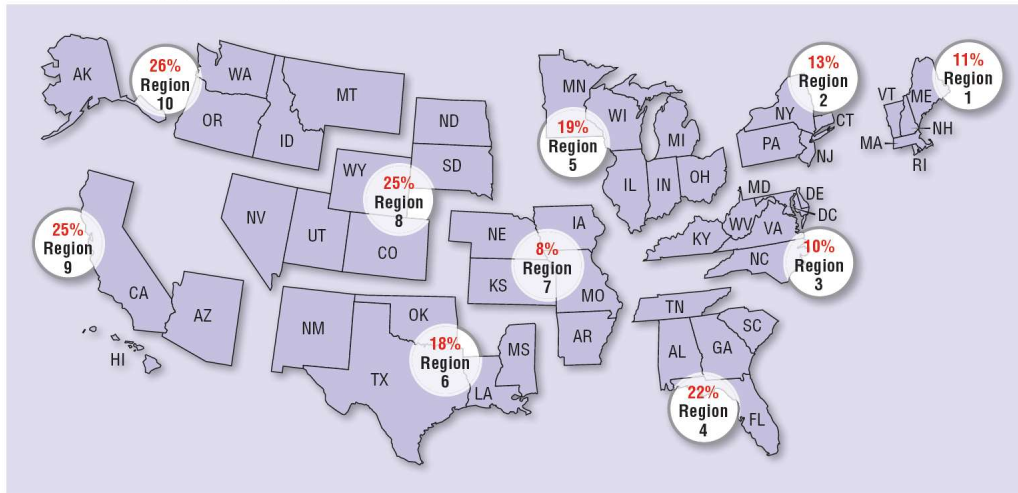 26%
Region
10
AK
WA
OR
ID
MT
WY
ND
SD
25%
Region
8
NV
UT
CO
25%
Region
9
CA
AZ
HI
NM
TX
OK
LA
MS
18%
Region
6
NE
KS
IA
MO
AR
8%
Region
7
MN
WI
MI
IL
IN
OH
19%
Region
5
13%
Region
2
NY
PA
CT
NJ
11%
Region
1
VT
ME
NH
MA
RI
MD
DE
DC
WV
VA
KY
NC
10%
Region
3
TN
SC
AL
GA
FL
22%
Region
4